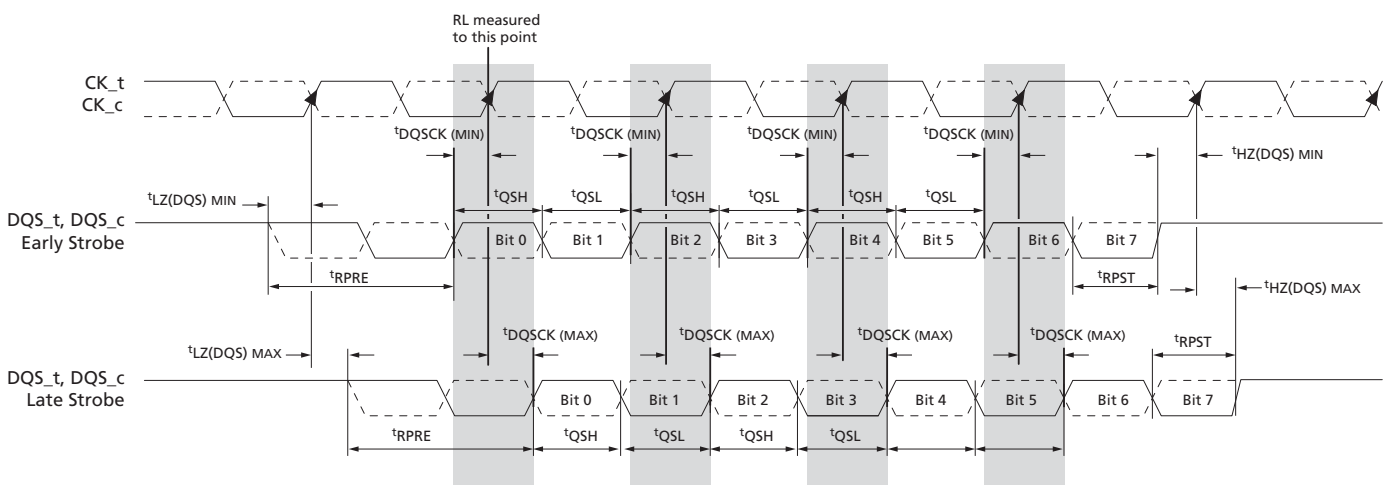 RL measured
to this point
CK_t
CK_c
tDQSCK (MIN) tDQSCK (MIN) tDQSCK (MIN) tDQSCK (MIN)
tHZ(DQS) MIN
tLZ(DQS) MIN
tQSH tQSL tQSH tQSL tQSH tQSL
DQS_t, DQS_c
Early Strobe
Bit 0 Bit 1 Bit 2 Bit 3 Bit 4 Bit 5 Bit 6 Bit 7
tRPRE
tRPST
tHZ(DQS) MAX
tDQSCK (MAX) tDQSCK (MAX) tDQSCK (MAX) tDQSCK (MAX)
tLZ(DQS) MAX
tRPST
DQS_t, DQS_c
Late Strobe
Bit 0 Bit 1 Bit 2 Bit 3 Bit 4 Bit 5 Bit 6 Bit 7
tRPRE
tQSH tQSL tQSH tQSL